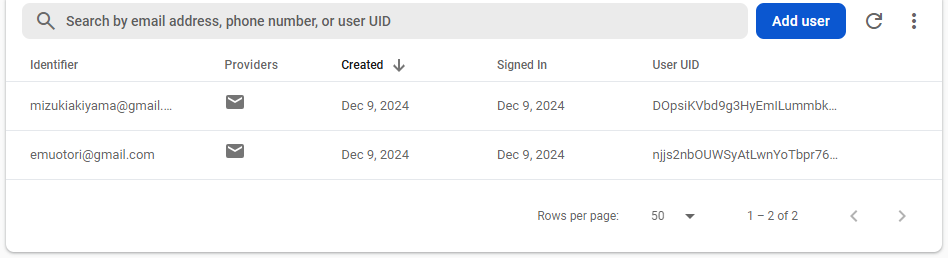 Search by email address, phone number, or user UID Add user
Identifier Providers Created Signed In User UID
mizukiakiyama@gmail.... Dec 9, 2024 Dec 9, 2024 DOpsiKVbd9g3HyEmILummbk...
emuotori@gmail.com Dec 9, 2024 Dec 9, 2024 njjs2nbOUWSyAtLwnYoTbpr76...
Rows per page: 50 1 – 2 of 2